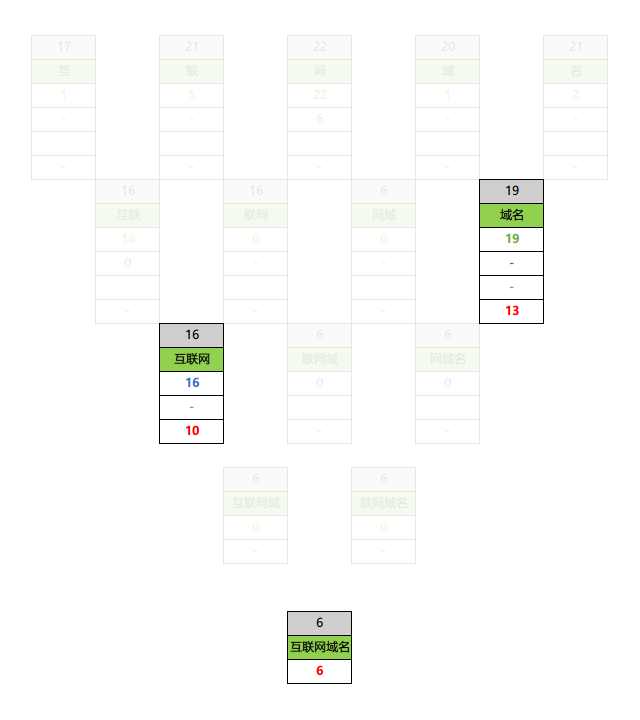 17 21 22 20 21
互 联 网 域 名
1 3 22 1 2
- - 6 - -
- - - - -
- - - - -
16 16 6 19
互联 联网 网域 域名
16 0 0 19
0 - - -
- - - -
- - - 13
16 6 6
互联网 联网域 网域名
16 0 0
- - -
10 - -
6 6
互联网域 联网域名
0 0
- -
6
互联网域名
6